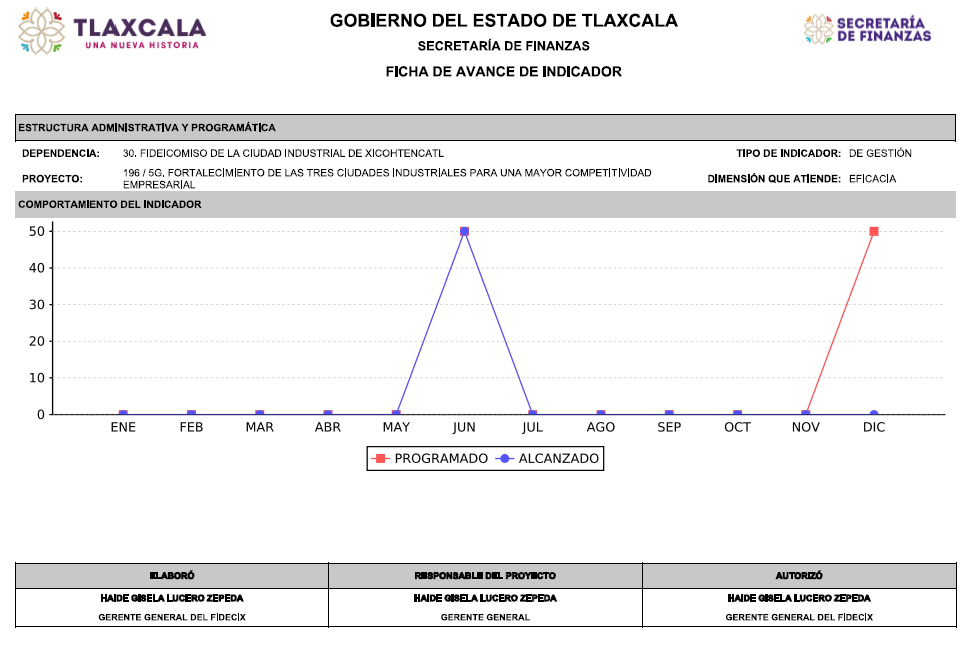 TLAXCALA
UNA NUEVA HISTORIA
GOBIERNO DEL ESTADO DE TLAXCALA
SECRETARÍA DE FINANZAS
FICHA DE AVANCE DE INDICADOR
SECRETARÍA
DE FINANZAS
ESTRUCTURA ADMINISTRATIVA Y PROGRAMÁTICA
DEPENDENCIA: 30. FIDEICOMISO DE LA CIUDAD INDUSTRIAL DE XICOHTENCATL TIPO DE INDICADOR: DE GESTIÓN
PROYECTO: 196 / 5G. FORTALECIMIENTO DE LAS TRES CIUDADES INDUSTRIALES PARA UNA MAYOR COMPETITIVIDAD
EMPRESARIAL DIMENSIÓN QUE ATIENDE: EFICACIA
COMPORTAMIENTO DEL INDICADOR
50
40
30
20
10
0
ENE FEB MAR ABR MAY JUN JUL AGO SEP OCT NOV DIC
PROGRAMADO ALCANZADO
ELABORÓ RESPONSABLE DEL PROYECTO AUTORIZÓ
HAIDE GISELA LUCERO ZEPEDA HAIDE GISELA LUCERO ZEPEDA HAIDE GISELA LUCERO ZEPEDA
GERENTE GENERAL DEL FIDECIX GERENTE GENERAL GERENTE GENERAL DEL FIDECIX